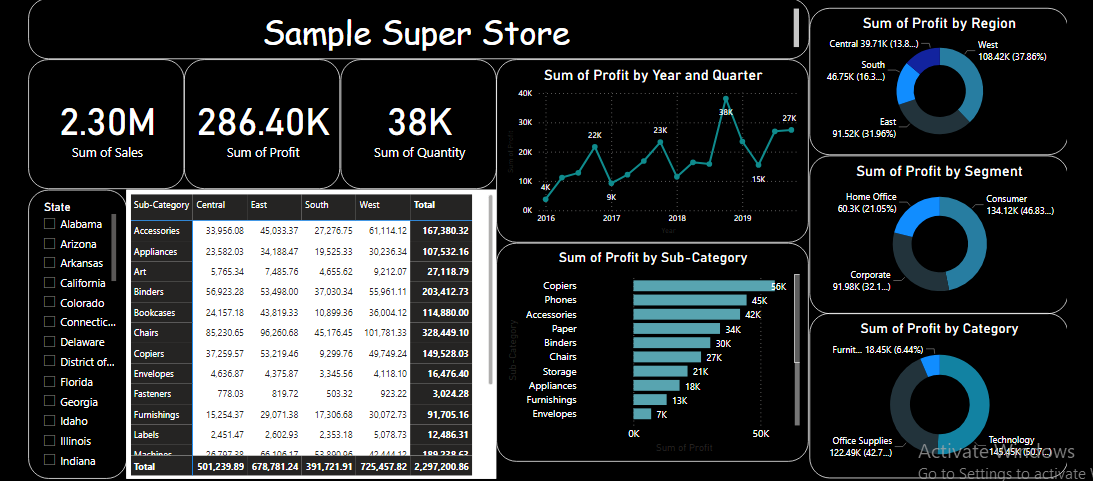 Sample Super Store
2.30M
Sum of Sales
286.40K
Sum of Profit
38K
Sum of Quantity
State
Alabama
Arizona
Arkansas
California
Colorado
Connectic...
Delaware
District of...
Florida
Georgia
Idaho
Illinois
Indiana
Sub-Category Central East South West Total
Accessories 33,956.08 45,033.37 27,276.75 61,114.12 167,380.32
Appliances 23,582.03 34,188.47 19,525.33 30,236.34 107,532.16
Art 5,765.34 7,485.76 4,655.62 9,212.07 27,118.79
Binders 56,923.28 53,498.00 37,030.34 55,961.11 203,412.73
Bookcases 24,157.18 43,819.33 10,899.36 36,004.12 114,880.00
Chairs 85,230.65 96,260.68 45,176.45 101,781.33 328,449.10
Copiers 37,259.57 53,219.46 9,299.76 49,749.24 149,528.03
Envelopes 4,636.87 4,375.87 3,345.56 4,118.10 16,476.40
Fasteners 778.03 819.72 503.32 923.22 3,024.28
Furnishings 15,254.37 29,071.38 17,306.68 30,072.73 91,705.16
Labels 2,451.47 2,602.93 2,353.18 5,078.73 12,486.31
Machines 26,797.38 66,106.17 53,890.96 42,444.12 189,238.63
Total 501,239.89 678,781.24 391,721.91 725,457.82 2,297,200.86
Sum of Profit by Year and Quarter
40K
30K
20K
10K
0K
4K
22K
9K
23K
38K
15K
27K
2016 2017 2018 2019
Year
Sum of Profit by Sub-Category
Sub-Category
Copiers 56K
Phones 45K
Accessories 42K
Paper 34K
Binders 30K
Chairs 27K
Storage 21K
Appliances 18K
Furnishings 13K
Envelopes 7K
0K 50K
Sum of Profit
Sum of Profit by Region
Central 39.71K (13.8...)
West
108.42K (37.86%)
South
46.75K (16.3...)
East
91.52K (31.96%)
Sum of Profit by Segment
Home Office
60.3K (21.05%)
Consumer
134.12K (46.83...)
Corporate
91.98K (32.1...)
Sum of Profit by Category
Furnit... 18.45K (6.44%)
Office Supplies
122.49K (42.7...)
Technology
145.45K (50.7...)
Activate Windows
Go to Settings to activate W